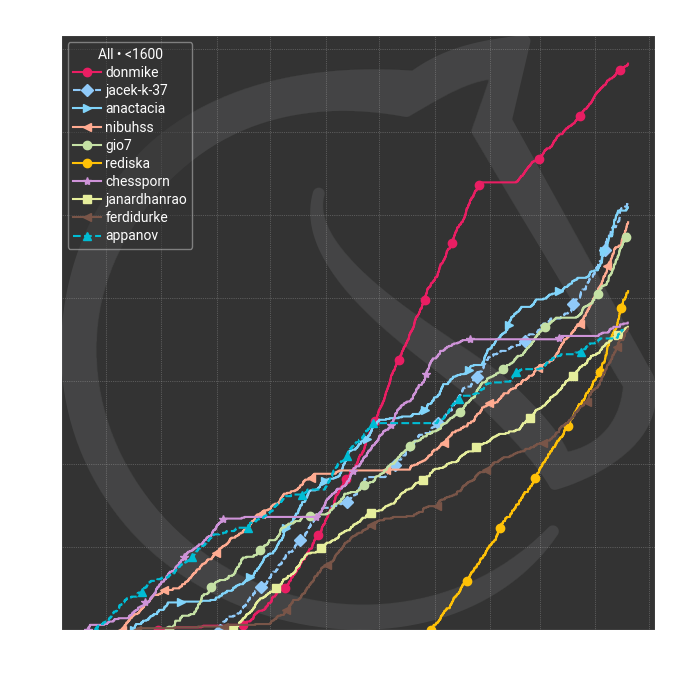 All • <1600
donmike
jacek-k-37
anactacia
nibuhss
gio7
rediska
chessporn
janardhanrao
ferdidurke
appanov